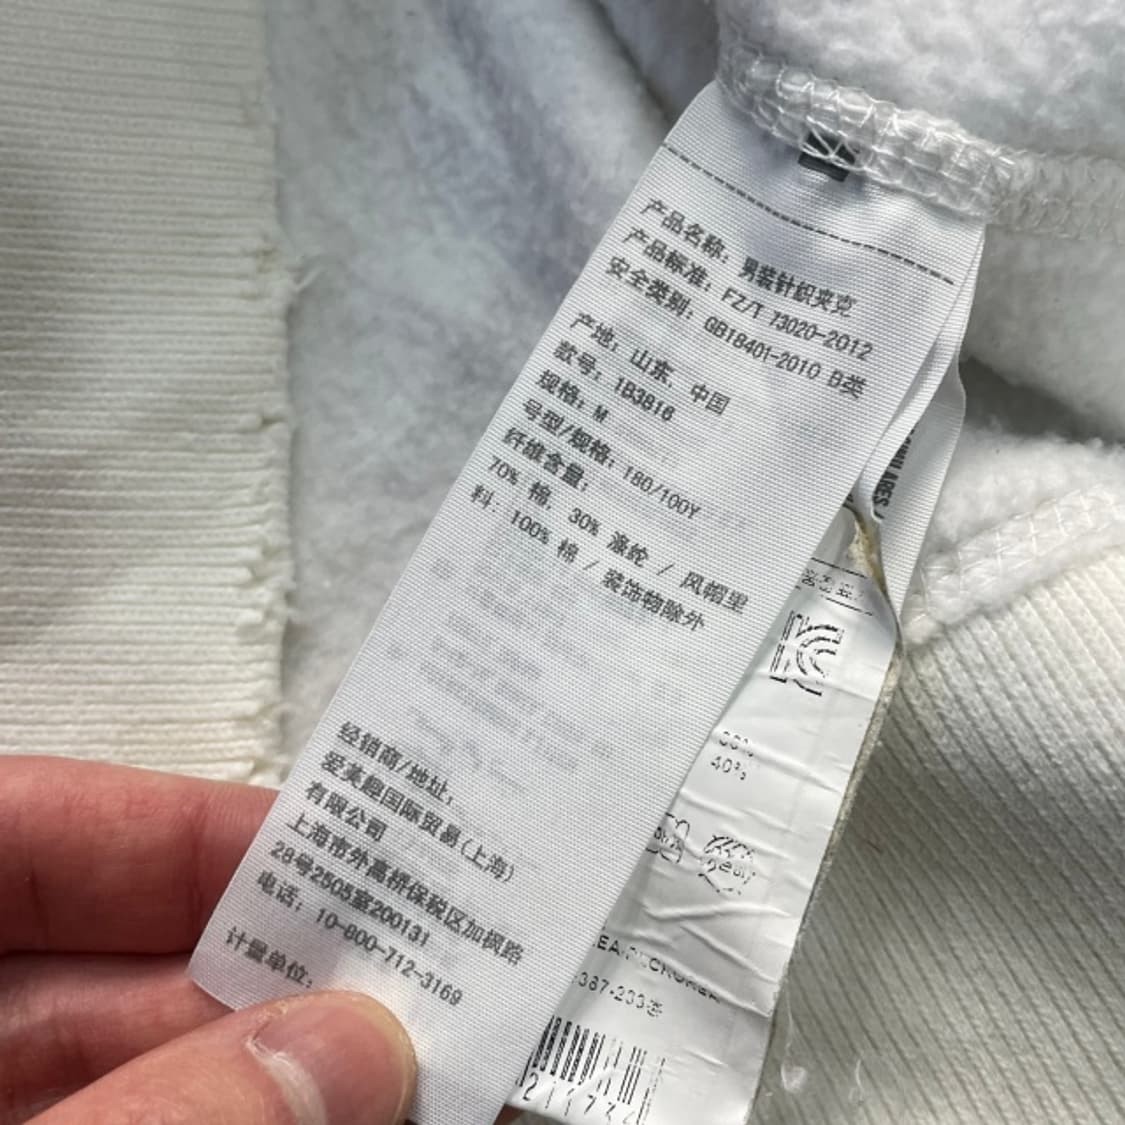 产品名称：男装针织夹克
产品标准：FZ/T 73020-2012
安全类别：GB18401-2010 B类
产地：山东，中国
款号：183816
规格：M
号型/规格：180/100Y
纤维含量：
70% 棉，30% 涤纶 / 风帽里
料：100% 棉 / 装饰物除外
经销商/地址：
爱美趣国际贸易(上海)
有限公司
上海市外高桥保税区加枫路
28号2505室200131
电话：10-800-712-3169
计量单位：
40%